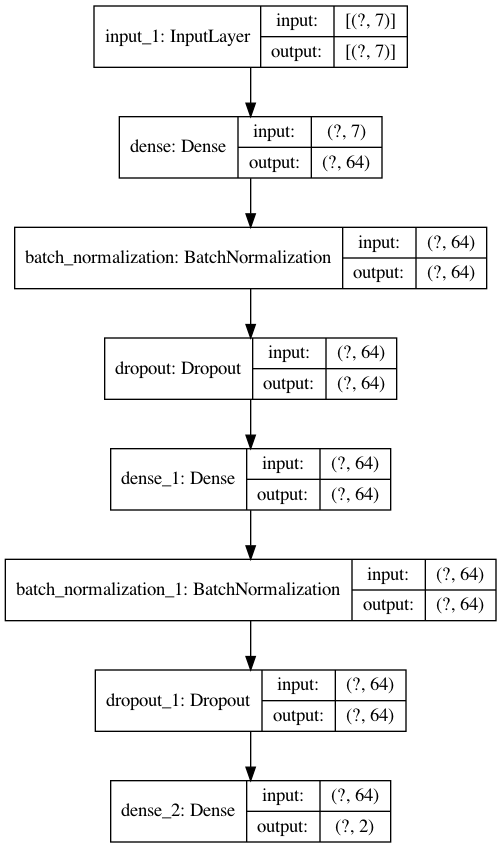 input_1: InputLayer
input: [(?, 7)]
output: [(?, 7)]
dense: Dense
input: (?, 7)
output: (?, 64)
batch_normalization: BatchNormalization
input: (?, 64)
output: (?, 64)
dropout: Dropout
input: (?, 64)
output: (?, 64)
dense_1: Dense
input: (?, 64)
output: (?, 64)
batch_normalization_1: BatchNormalization
input: (?, 64)
output: (?, 64)
dropout_1: Dropout
input: (?, 64)
output: (?, 64)
dense_2: Dense
input: (?, 64)
output: (?, 2)